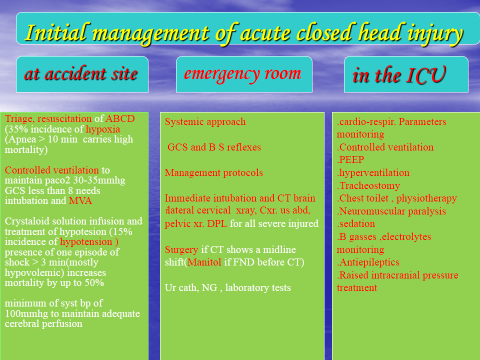 Initial management of acute closed head injury
at accident site
emergency room
in the ICU
Triage, resuscitation of ABCD
(35% incidence of hypoxia
(Apnea > 10 min  carries high
mortality)
Controlled ventilation to
maintain paco2 30-35mmhg
GCS less than 8 needs
intubation and MVA
Crystaloid solution infusion and
treatment of hypotesion (15%
incidence of hypotension )
presence of one episode of
shock > 3 min(mostly
hypovolemic) increases
mortality by up to 50%
minimum of syst bp of
100mmhg to maintain adequate
cerebral perfusion
Systemic approach
GCS and B S reflexes
Management protocols
Immediate intubation and CT brain
,lateral cervical  xray, Cxr. us abd,
pelvic xr. DPL for all severe injured
Surgery if CT shows a midline
shift(Manitol if FND before CT)
Ur cath, NG , laboratory tests
.cardio-respir. Parameters
monitoring
.Controlled ventilation
.PEEP
.hyperventilation
.Tracheostomy
.Chest toilet , physiotherapy
.Neuromuscular paralysis
.sedation
.B gasses ,electrolytes
monitoring
.Antiepileptics
.Raised intracranial pressure
treatment